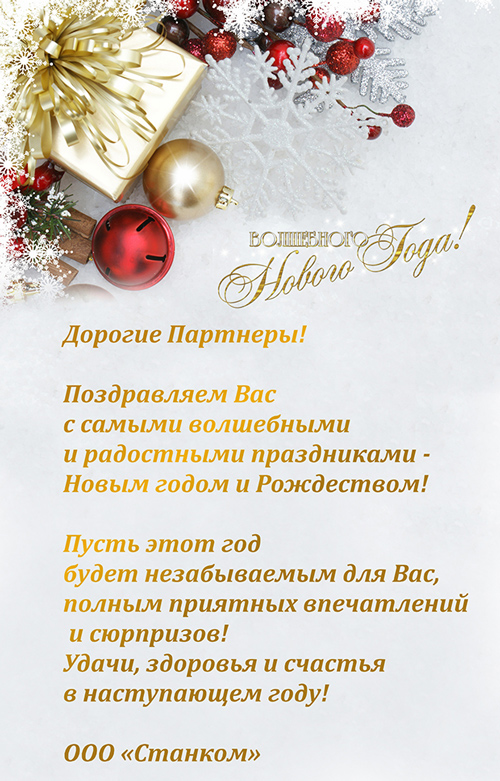 ВОЛШЕБНОГО
Нового Года!
Дорогие Партнеры!
Поздравляем Вас
с самыми волшебными
и радостными праздниками -
Новым годом и Рождеством!
Пусть этот год
будет незабываемым для Вас,
полным приятных впечатлений
и сюрпризов!
Удачи, здоровья и счастья
в наступающем году!
ООО «Станком»